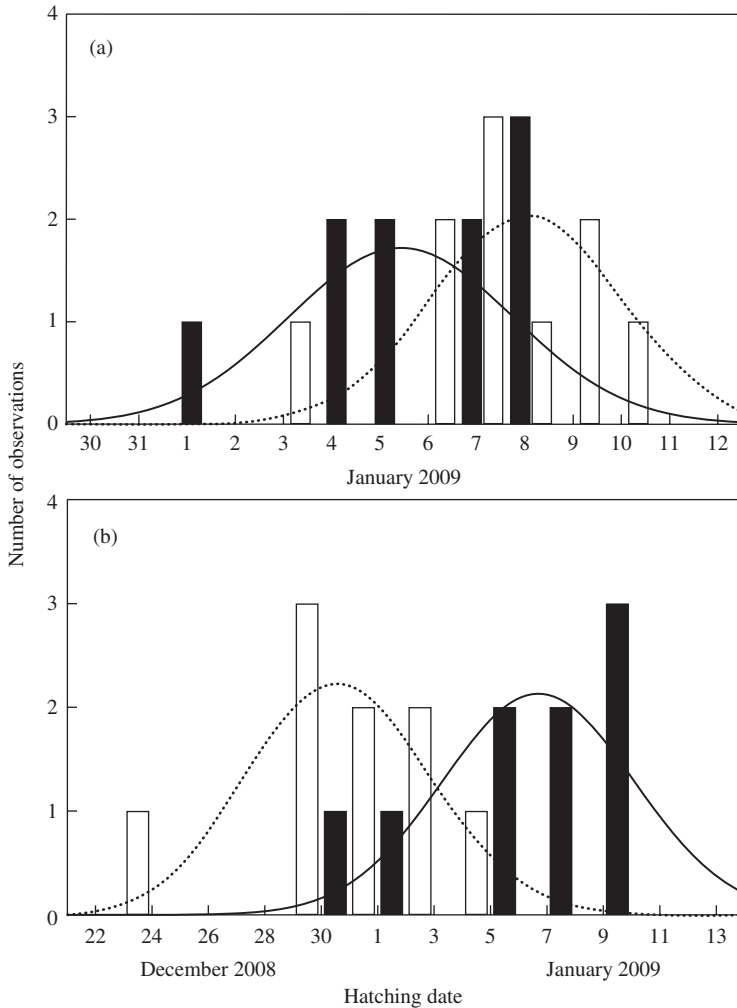 4
(a)
3
2
1
0
30 31 1 2 3 4 5 6 7 8 9 10 11 12
January 2009
Number of observations
4
(b)
3
2
1
0
22 24 26 28 30 1 3 5 7 9 11 13
December 2008 January 2009
Hatching date